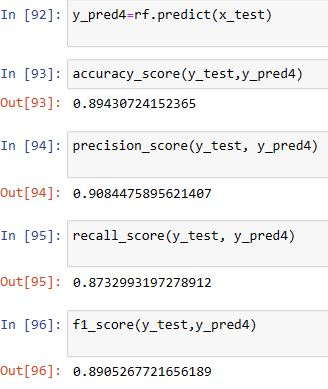 In [92]: y_pred4=rf.predict(x_test)
In [93]: accuracy_score(y_test,y_pred4)
Out[93]: 0.89430724152365
In [94]: precision_score(y_test, y_pred4)
Out[94]: 0.9084475895621407
In [95]: recall_score(y_test, y_pred4)
Out[95]: 0.8732993197278912
In [96]: f1_score(y_test,y_pred4)
Out[96]: 0.8905267721656189